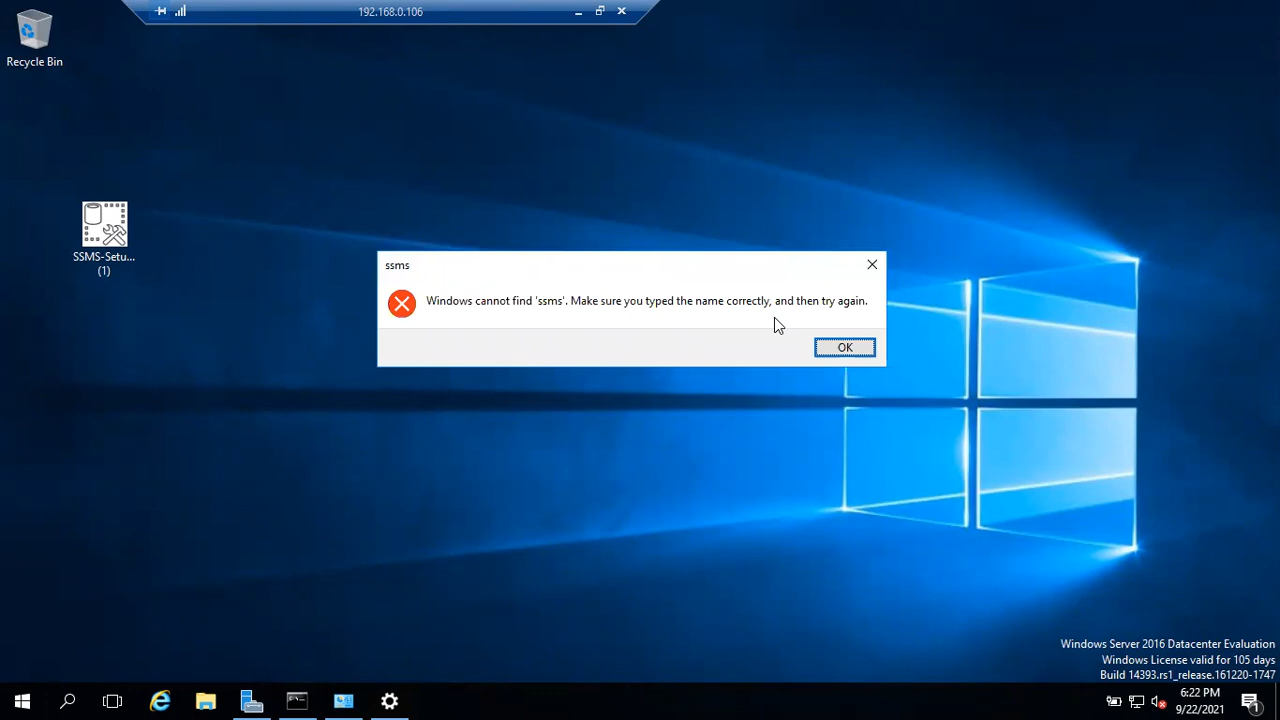 192.168.0.106
Recycle Bin
SSMS-Setu...
(1)
ssms
Windows cannot find 'ssms'. Make sure you typed the name correctly, and then try again.
OK
Windows Server 2016 Datacenter Evaluation
Windows License valid for 105 days
Build 14393.rs1_release.161220-1747
6:22 PM
9/22/2021
1